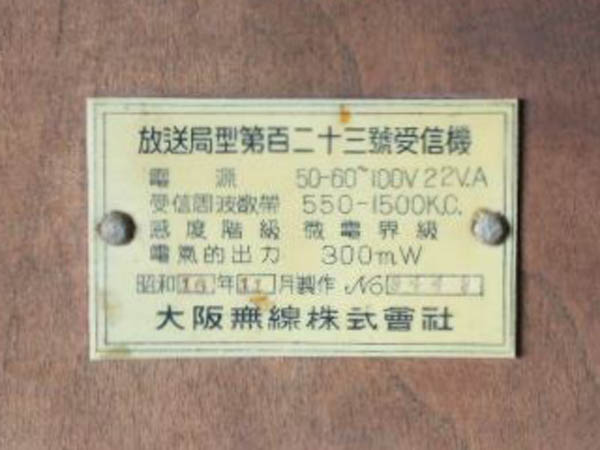 放送局型第百二十三號受信機
電源 50-60~100V 22V.A
受信周波數帶 550-1500K.C.
感度階級 微電界級
電氣的出力 300mW
昭和16年11月製作 No
大阪無線株式會社